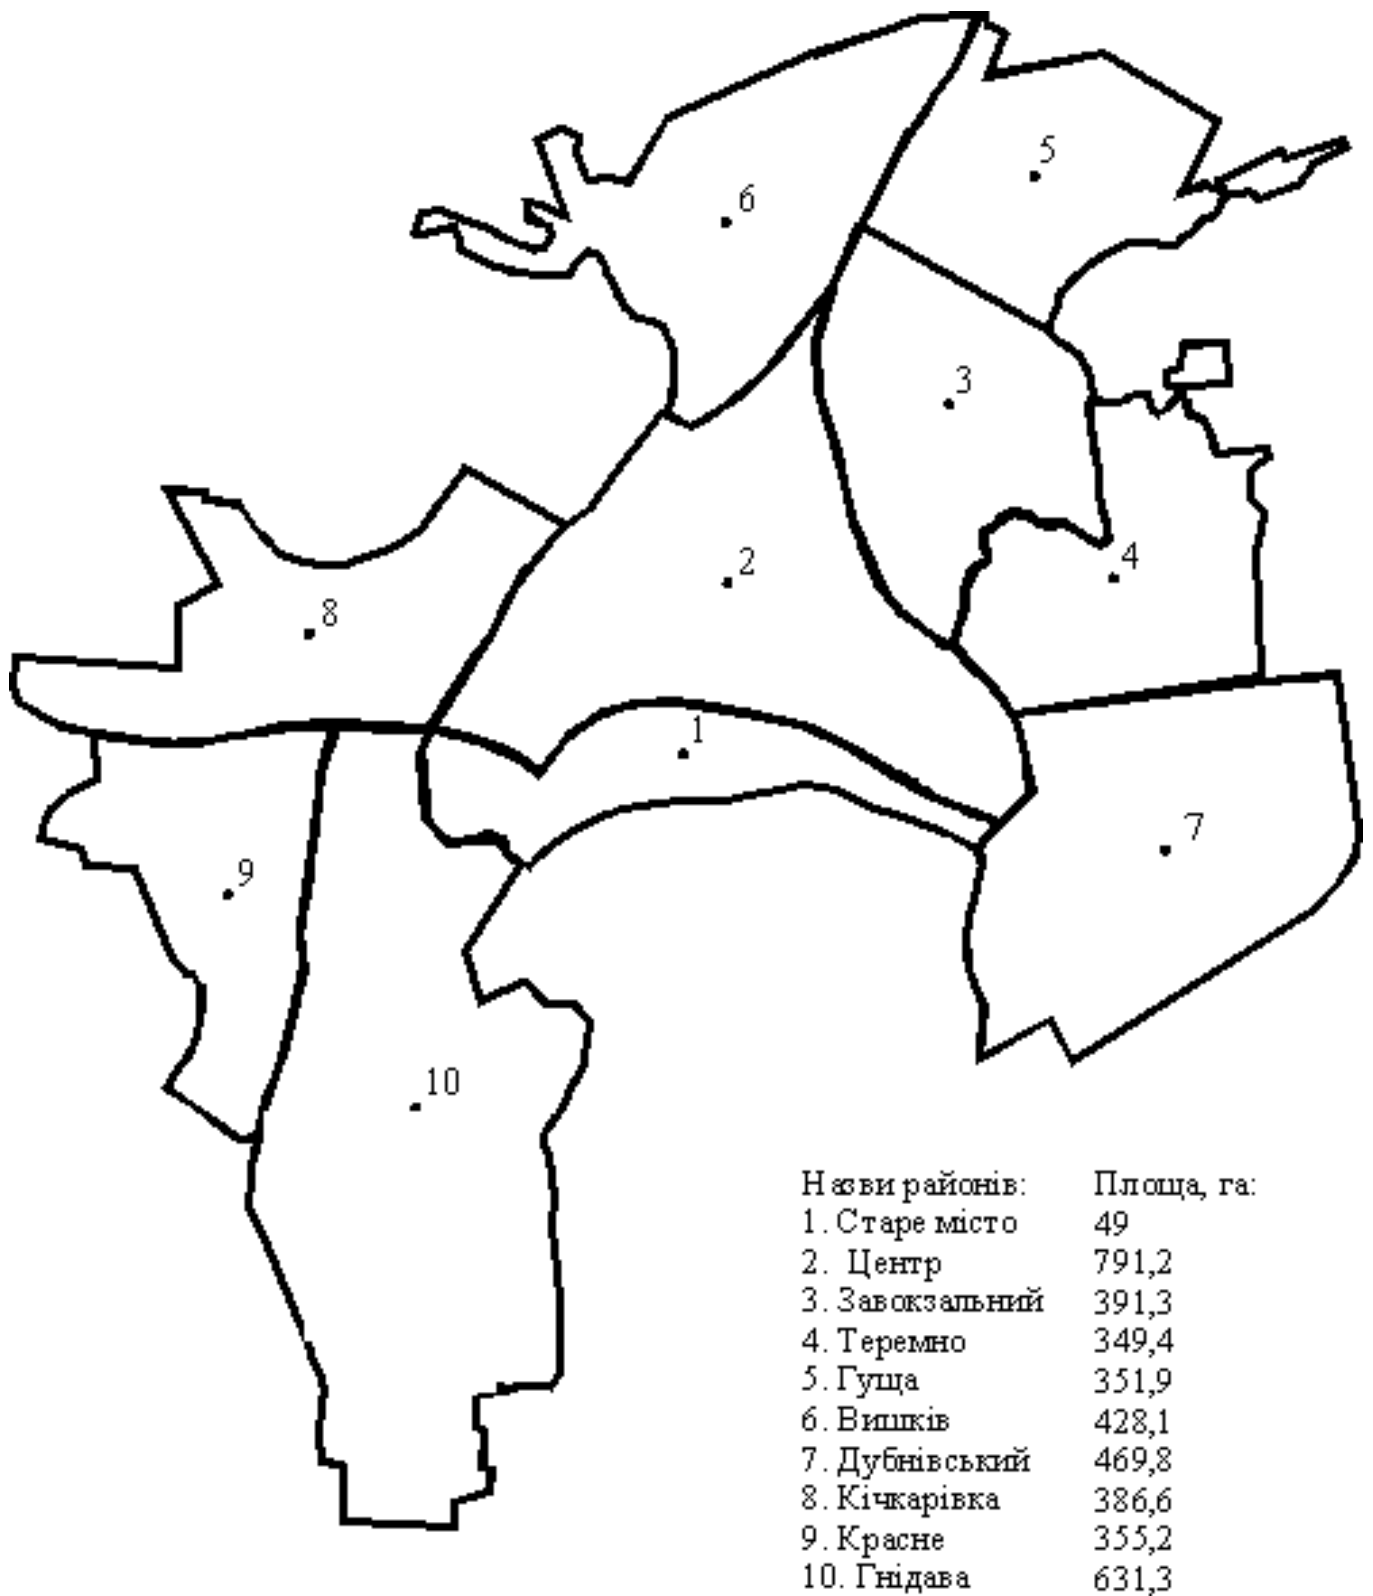 5
6
3
2
4
8
1
7
9
10
Назви районів: Площа, га:
1. Старе місто 49
2. Центр 791,2
3. Завокзальний 391,3
4. Теремно 349,4
5. Гуща 351,9
6. Вишків 428,1
7. Дубнівський 469,8
8. Кічкарівка 386,6
9. Красне 355,2
10. Гнідава 631,3